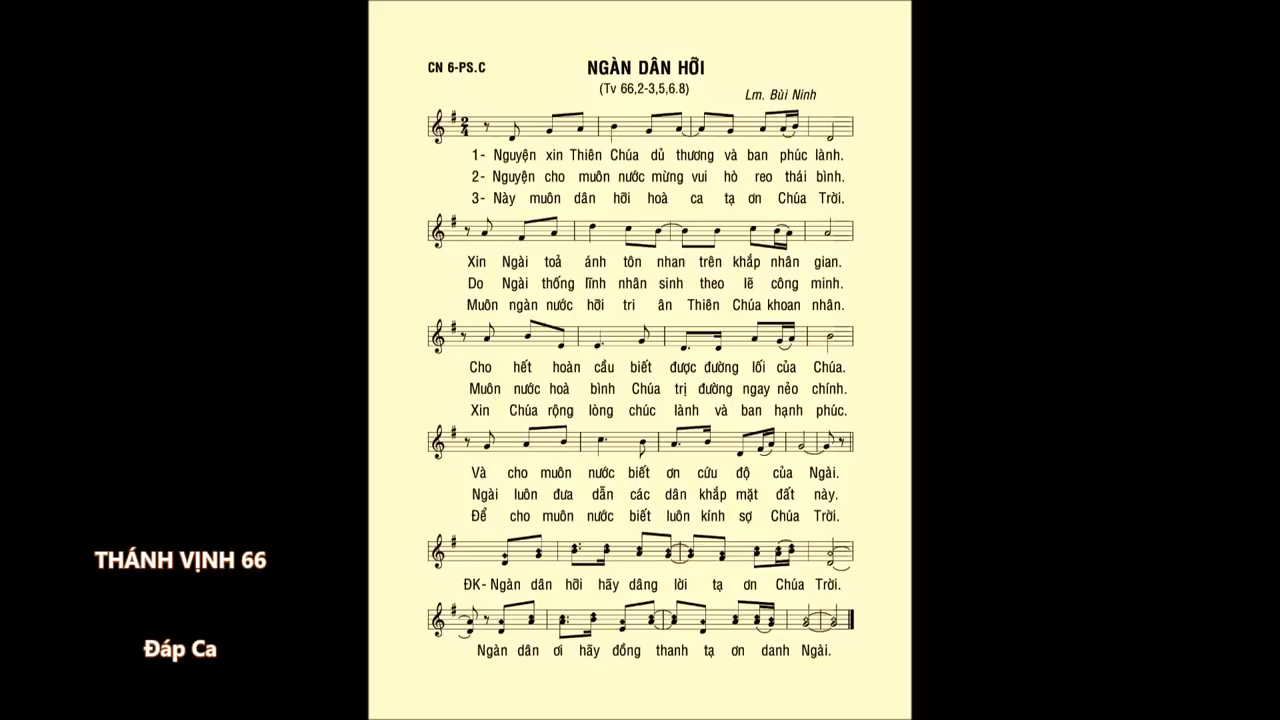 CN 6-PS.C
NGÀN DÂN HỠI
(Tv 66,2-3,5,6.8)
Lm. Bùi Ninh
1- Nguyện xin Thiên Chúa dủ thương và ban phúc lành.
2- Nguyện cho muôn nước mừng vui hò reo thái bình.
3- Này muôn dân hỡi hoà ca tạ ơn Chúa Trời.
Xin Ngài toả ánh tôn nhan trên khắp nhân gian.
Do Ngài thống lĩnh nhân sinh theo lẽ công minh.
Muôn ngàn nước hỡi tri ân Thiên Chúa khoan nhân.
Cho hết hoàn cầu biết được đường lối của Chúa.
Muôn nước hoà bình Chúa trị đường ngay nẻo chính.
Xin Chúa rộng lòng chúc lành và ban hạnh phúc.
Và cho muôn nước biết ơn cứu độ của Ngài.
Ngài luôn đưa dẫn các dân khắp mặt đất này.
Để cho muôn nước biết luôn kính sợ Chúa Trời.
ĐK- Ngàn dân hỡi hãy dâng lời tạ ơn Chúa Trời.
Ngàn dân ơi hãy đồng thanh tạ ơn danh Ngài.
THÁNH VỊNH 66
Đáp Ca